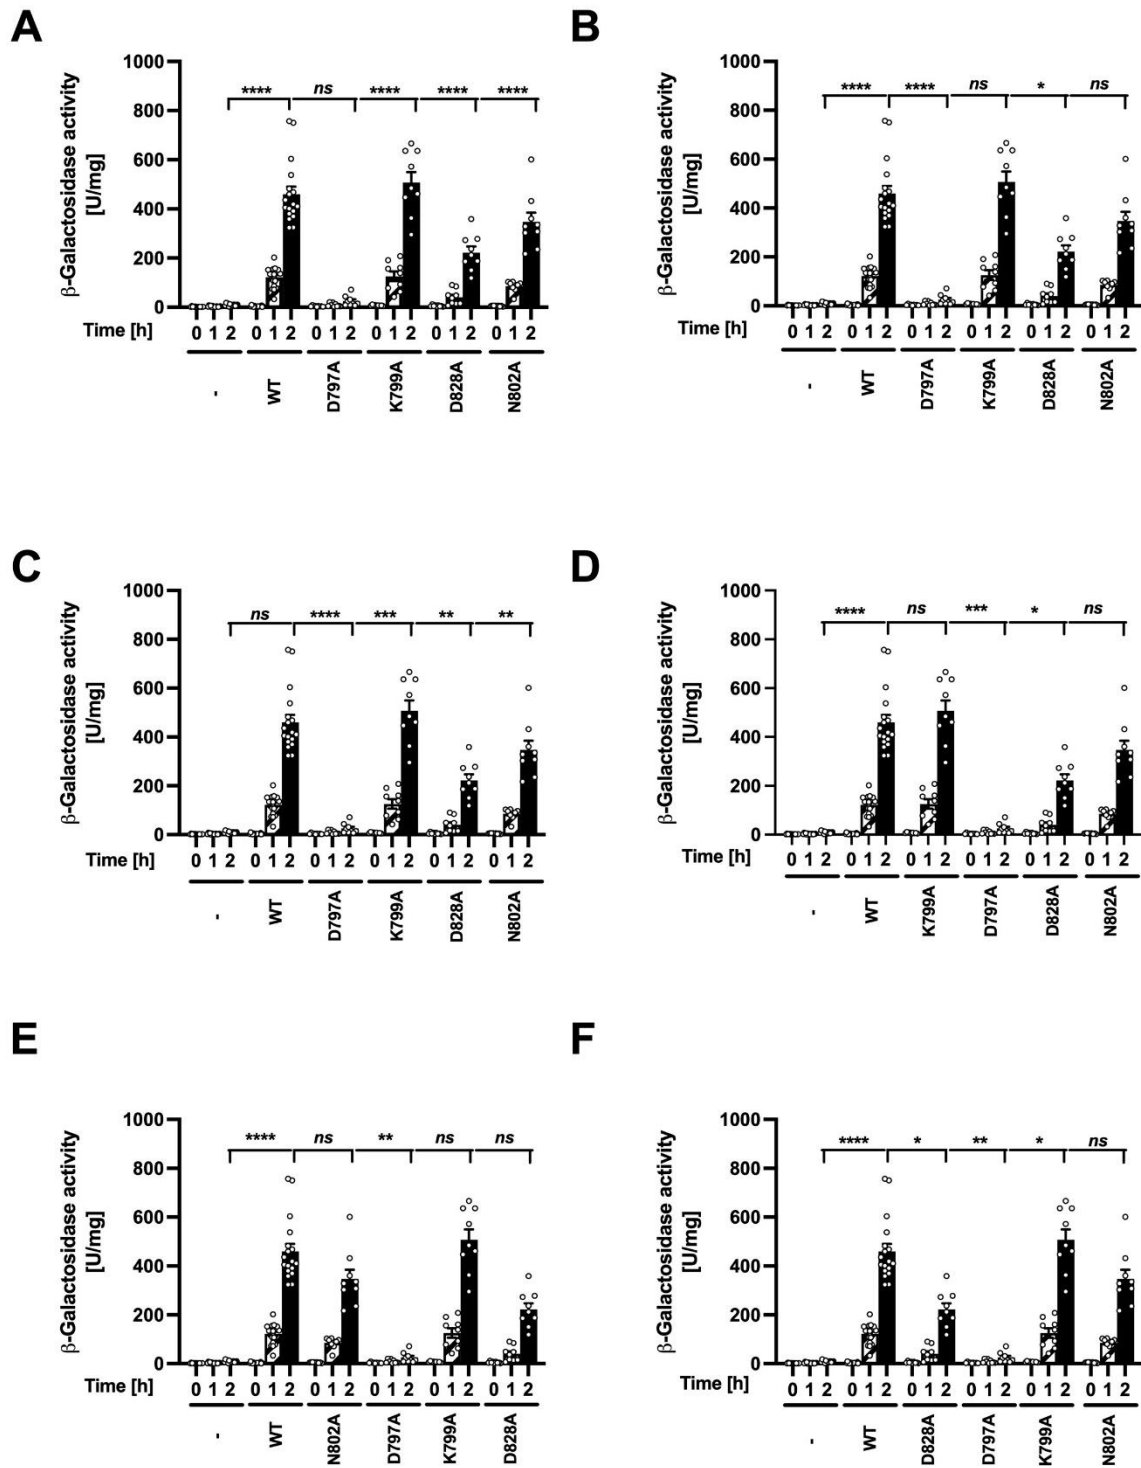 A
β-Galactosidase activity
[U/mg]
1000
800
600
400
200
0
**** ns **** **** ****
Time [h] 0 1 2 0 1 2 0 1 2 0 1 2 0 1 2 0 1 2
- WT D797A K799A D828A N802A
B
β-Galactosidase activity
[U/mg]
1000
800
600
400
200
0
**** **** ns * ns
Time [h] 0 1 2 0 1 2 0 1 2 0 1 2 0 1 2 0 1 2
- WT D797A K799A D828A N802A
C
β-Galactosidase activity
[U/mg]
1000
800
600
400
200
0
ns **** *** ** **
Time [h] 0 1 2 0 1 2 0 1 2 0 1 2 0 1 2 0 1 2
- WT D797A K799A D828A N802A
D
β-Galactosidase activity
[U/mg]
1000
800
600
400
200
0
**** ns *** * ns
Time [h] 0 1 2 0 1 2 0 1 2 0 1 2 0 1 2 0 1 2
- WT K799A D797A D828A N802A
E
β-Galactosidase activity
[U/mg]
1000
800
600
400
200
0
**** ns ** ns ns
Time [h] 0 1 2 0 1 2 0 1 2 0 1 2 0 1 2 0 1 2
- WT N802A D797A K799A D828A
F
β-Galactosidase activity
[U/mg]
1000
800
600
400
200
0
**** * ** * ns
Time [h] 0 1 2 0 1 2 0 1 2 0 1 2 0 1 2 0 1 2
- WT D828A D797A K799A N802A